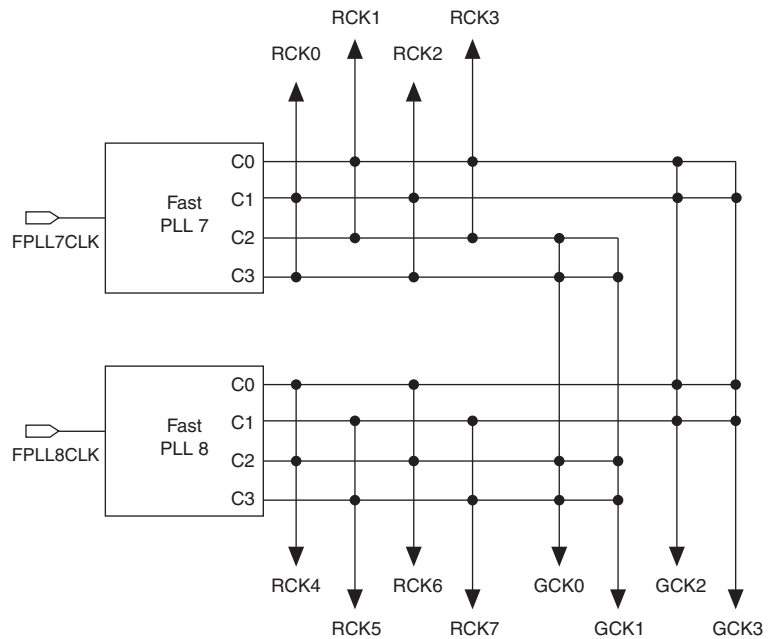 RCK1
RCK3
RCK0
RCK2
C0
C1
Fast
PLL 7
C2
C3
FPLL7CLK
C0
C1
Fast
PLL 8
C2
C3
FPLL8CLK
RCK4
RCK6
GCK0
GCK2
RCK5
RCK7
GCK1
GCK3